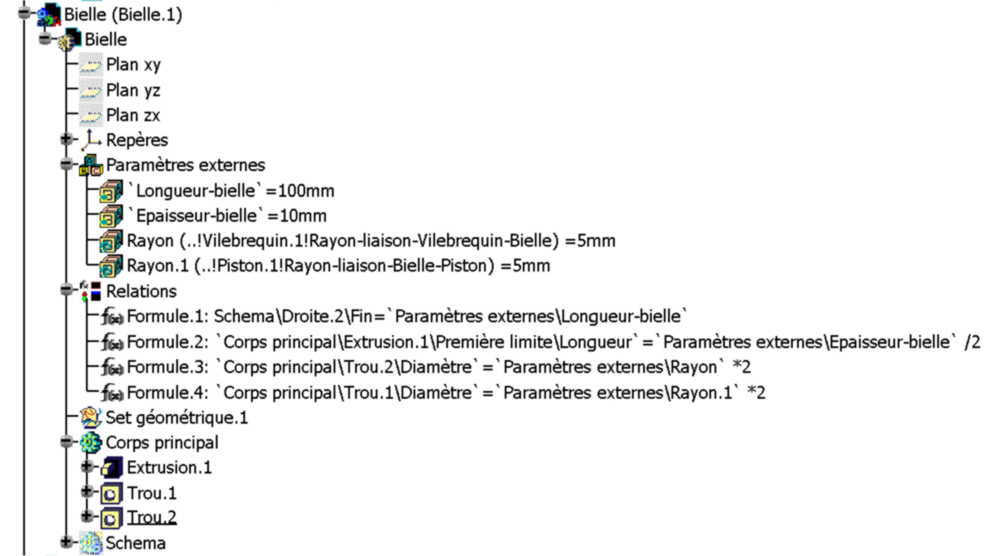 Bielle (Bielle.1)
Bielle
Plan xy
Plan yz
Plan zx
Repères
Paramètres externes
`Longueur-bielle`=100mm
`Epaisseur-bielle`=10mm
Rayon (..!Vilebrequin.1!Rayon-liaison-Vilebrequin-Bielle) =5mm
Rayon.1 (..!Piston.1!Rayon-liaison-Bielle-Piston) =5mm
Relations
f(x) Formule.1: Schema\Droite.2\Fin=`Paramètres externes\Longueur-bielle`
f(x) Formule.2: `Corps principal\Extrusion.1\Première limite\Longueur`=`Paramètres externes\Epaisseur-bielle` /2
f(x) Formule.3: `Corps principal\Trou.2\Diamètre`=`Paramètres externes\Rayon` *2
f(x) Formule.4: `Corps principal\Trou.1\Diamètre`=`Paramètres externes\Rayon.1` *2
Set géométrique.1
Corps principal
Extrusion.1
Trou.1
Trou.2
Schema